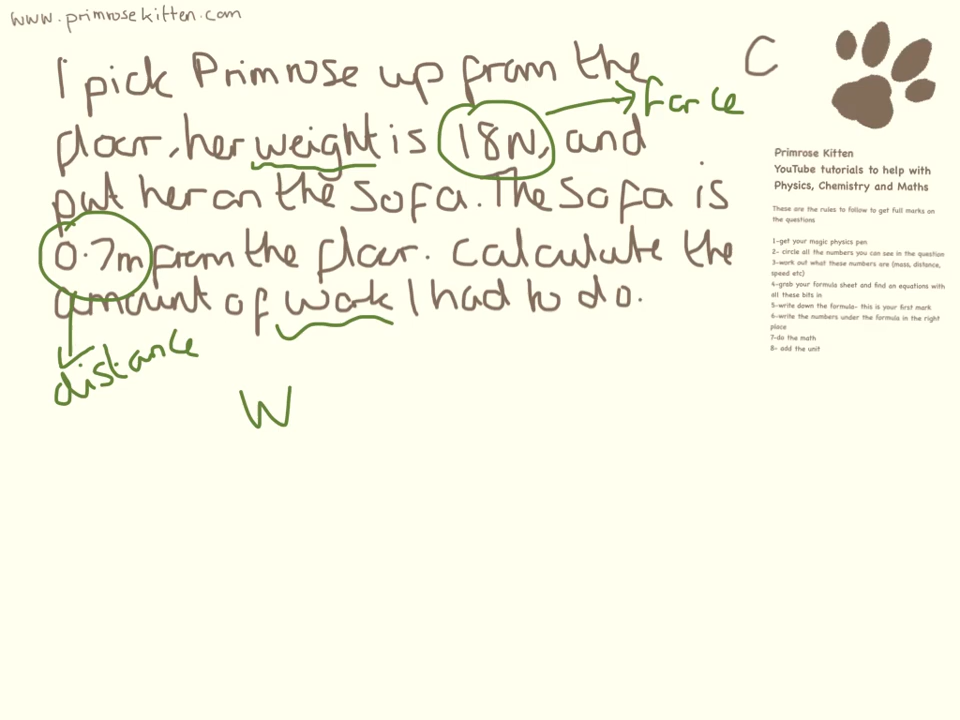 www.primrosekitten.com
I pick Primrose up from the
C
force
floor, her weight is 18N, and
put her on the sofa. The sofa is
0.7m from the floor. Calculate the
amount of work I had to do.
distance
W
Primrose Kitten
YouTube tutorials to help with
Physics, Chemistry and Maths
These are the rules to follow to get full marks on
the questions
1-get your magic physics pen
2- circle all the numbers you can see in the question
3-work out what these numbers are (mass, distance,
speed etc)
4-grab your formula sheet and find an equations with
all these bits in
5-write down the formula- this is your first mark
6-write the numbers under the formula in the right
place
7-do the math
8- add the unit